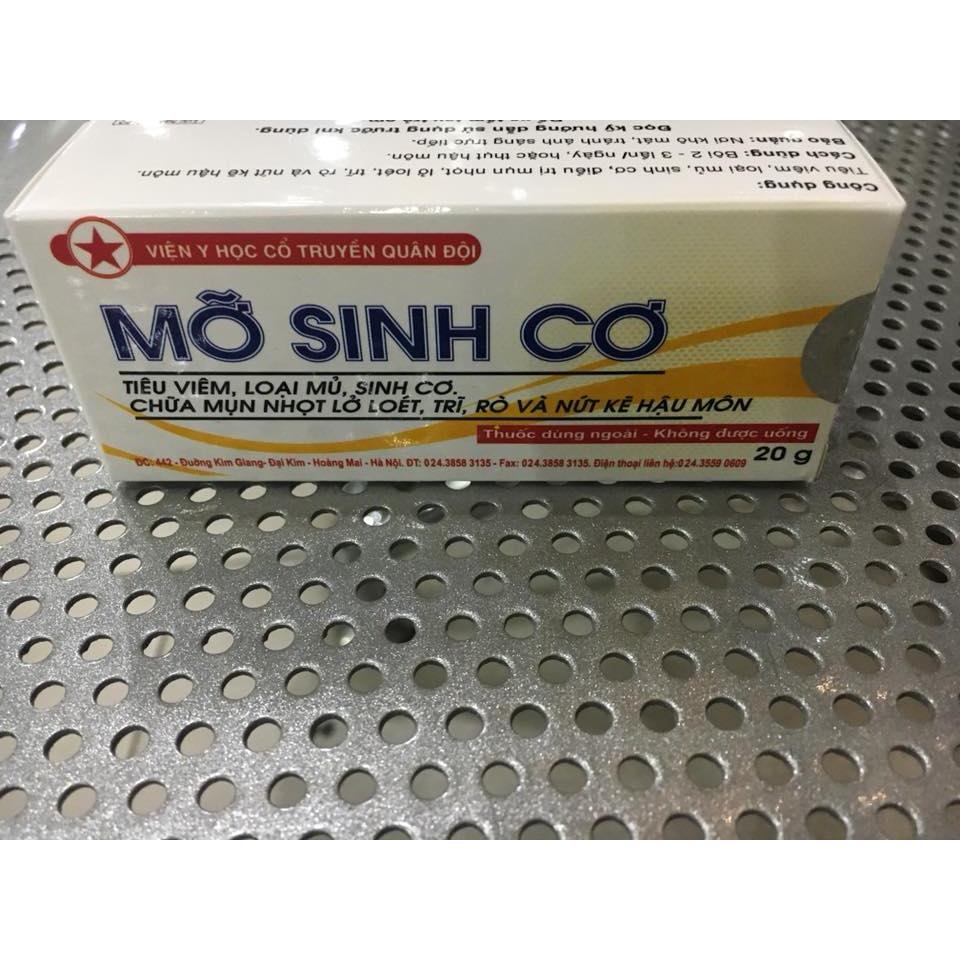 Công dụng:
Tiêu viêm, loại mủ, sinh cơ, điều trị mụn nhọt, lở loét, trĩ, rò và nứt kẽ hậu môn.
Cách dùng: Bôi 2 - 3 lần/ ngày, hoặc thụt hậu môn.
Bảo quản: Nơi khô mát, tránh ánh sáng trực tiếp.
Đọc kỹ hướng dẫn sử dụng trước khi dùng.
VIỆN Y HỌC CỔ TRUYỀN QUÂN ĐỘI
MỠ SINH CƠ
TIÊU VIÊM, LOẠI MỦ, SINH CƠ.
CHỮA MỤN NHỌT LỞ LOÉT, TRĨ, RÒ VÀ NỨT KẼ HẬU MÔN
Thuốc dùng ngoài - Không được uống
20 g
ĐC: 442 - Đường Kim Giang- Đại Kim - Hoàng Mai - Hà Nội. ĐT: 024.3858 3135 - Fax: 024.3858 3135. Điện thoại liên hệ:024.3559 0609